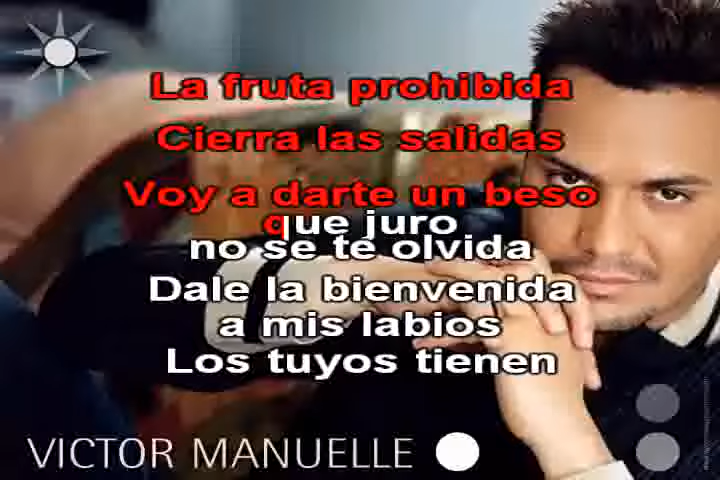 La fruta prohibida
Cierra las salidas
Voy a darte un beso
que juro
no se te olvida
Dale la bienvenida
a mis labios
Los tuyos tienen
VICTOR MANUELLE